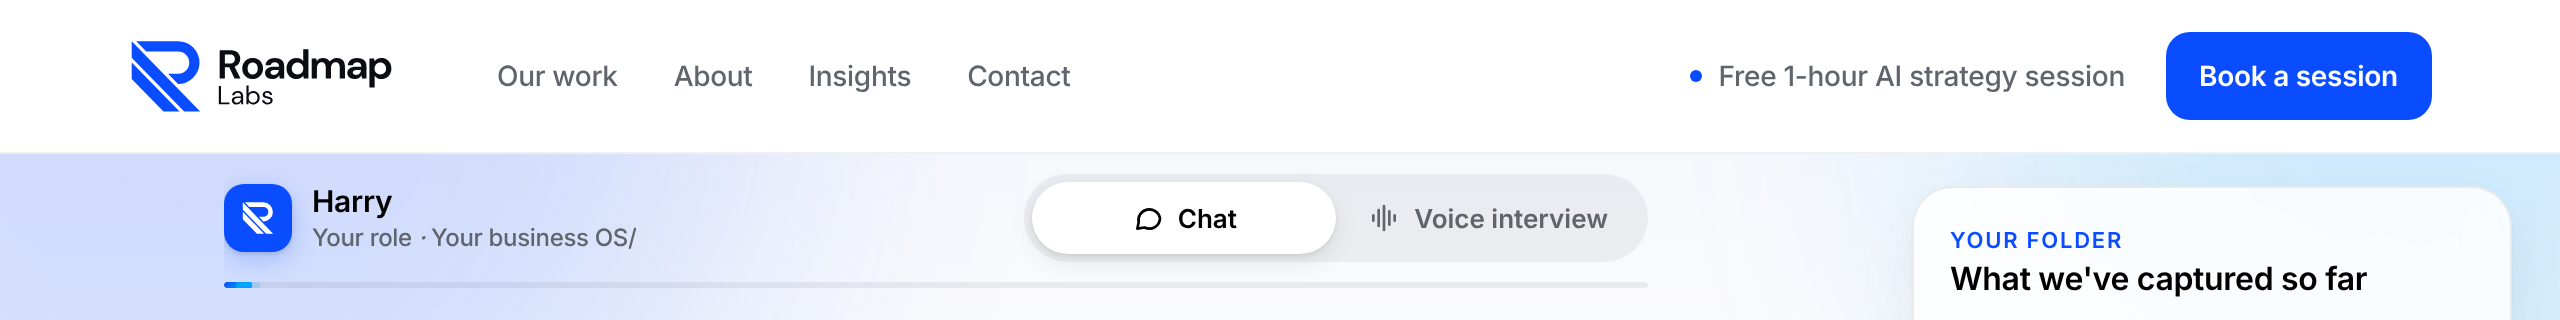 Roadmap
Labs
Our work
About
Insights
Contact
Free 1-hour AI strategy session
Book a session
Harry
Your role · Your business OS/
Chat
Voice interview
YOUR FOLDER
What we've captured so far